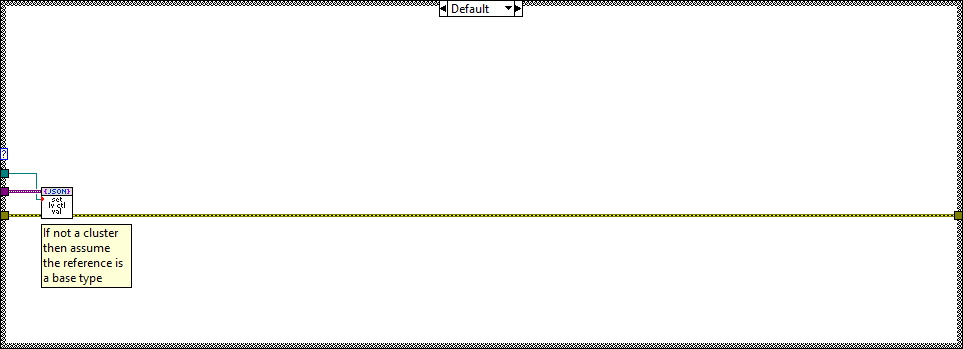 Default
?
{JSON}
set
lv ctl
val
If not a cluster
then assume
the reference is
a base type